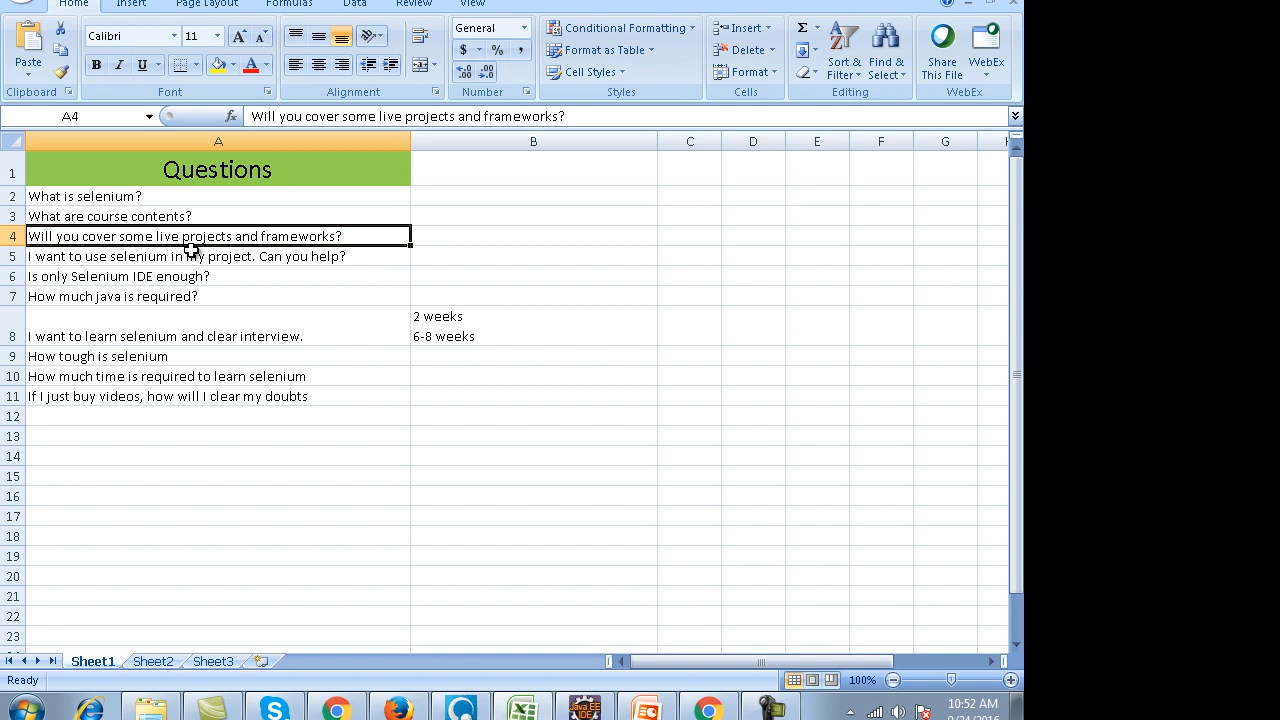 Home Insert Page Layout Formulas Data Review View
Paste
Calibri 11
B I U A
General
$ % ,
Conditional Formatting
Format as Table
Cell Styles
Insert
Delete
Format
Σ
Sort & Filter
Find & Select
Share This File
WebEx
Clipboard Font Alignment Number Styles Cells Editing WebEx
A4 fx Will you cover some live projects and frameworks?
A B C D E F G H
1 Questions
2 What is selenium?
3 What are course contents?
4 Will you cover some live projects and frameworks?
5 I want to use selenium in my project. Can you help?
6 Is only Selenium IDE enough?
7 How much java is required?
2 weeks
8 I want to learn selenium and clear interview. 6-8 weeks
9 How tough is selenium
10 How much time is required to learn selenium
11 If I just buy videos, how will I clear my doubts
12
13
14
15
16
17
18
19
20
21
22
23
Sheet1 Sheet2 Sheet3
Ready 100%
Java EE IDE
10:52 AM
9/24/2016